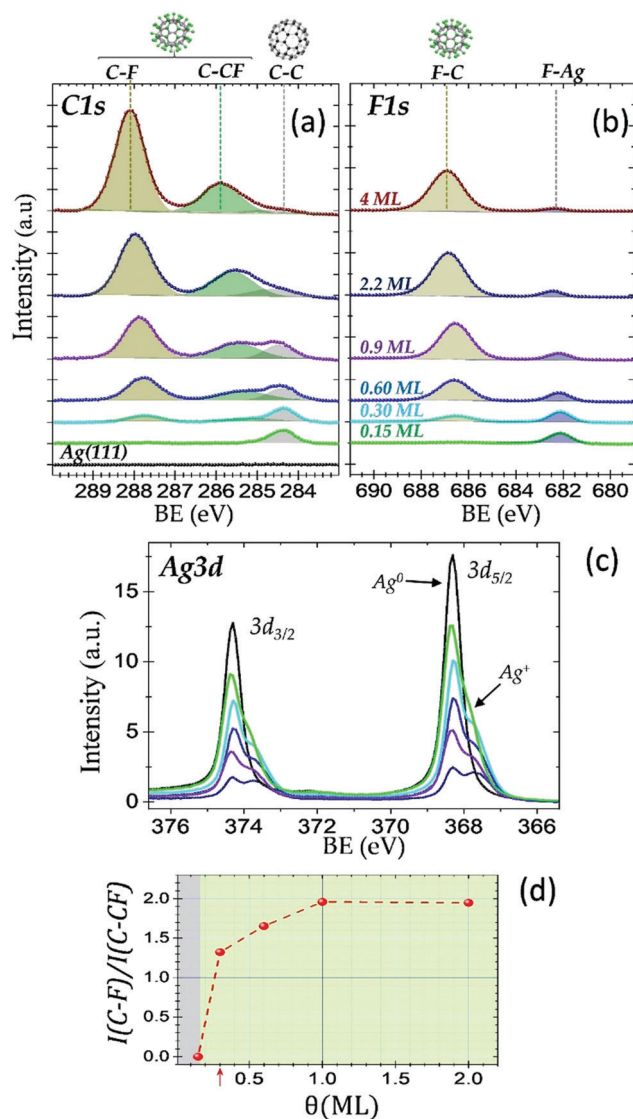 C-F C-CF C-C
C1s (a)
Intensity (a.u)
Ag(111)
289 288 287 286 285 284
BE (eV)
F-C F-Ag
F1s (b)
4 ML
2.2 ML
0.9 ML
0.60 ML
0.30 ML
0.15 ML
690 688 686 684 682 680
BE (eV)
Ag3d (c)
Ag⁰ 3d5/2
3d3/2
Ag⁺
Intensity (a.u.)
15
10
5
0
376 374 372 370 368 366
BE (eV)
(d)
I(C-F)/I(C-CF)
2.0
1.5
1.0
0.5
0.0
0.5 1.0 1.5 2.0
θ(ML)